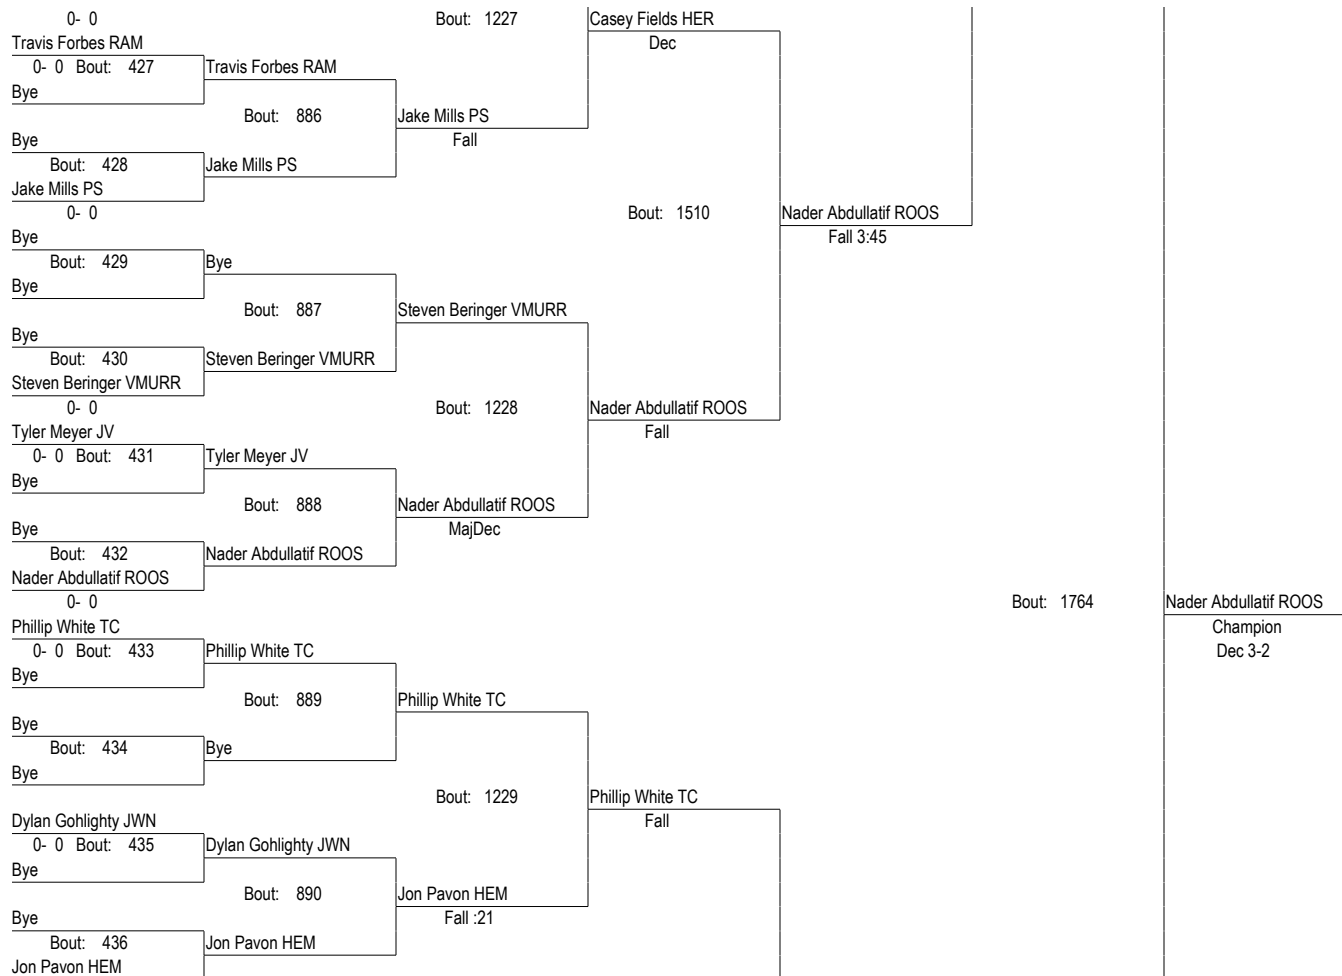 0- 0 Bout: 1227 Casey Fields HER
Travis Forbes RAM Dec
0- 0 Bout: 427 Travis Forbes RAM
Bye
Bout: 886 Jake Mills PS
Bye Fall
Bout: 428 Jake Mills PS
Jake Mills PS
0- 0 Bout: 1510 Nader Abdullatif ROOS
Bye Fall 3:45
Bout: 429 Bye
Bye
Bout: 887 Steven Beringer VMURR
Bye
Bout: 430 Steven Beringer VMURR
Steven Beringer VMURR
0- 0 Bout: 1228 Nader Abdullatif ROOS
Tyler Meyer JV Fall
0- 0 Bout: 431 Tyler Meyer JV
Bye
Bout: 888 Nader Abdullatif ROOS
Bye MajDec
Bout: 432 Nader Abdullatif ROOS
Nader Abdullatif ROOS
0- 0 Bout: 1764 Nader Abdullatif ROOS
Phillip White TC Champion
0- 0 Bout: 433 Phillip White TC Dec 3-2
Bye
Bout: 889 Phillip White TC
Bye
Bout: 434 Bye
Bye
Bout: 1229 Phillip White TC
Dylan Gohlighty JWN Fall
0- 0 Bout: 435 Dylan Gohlighty JWN
Bye
Bout: 890 Jon Pavon HEM
Bye Fall :21
Bout: 436 Jon Pavon HEM
Jon Pavon HEM